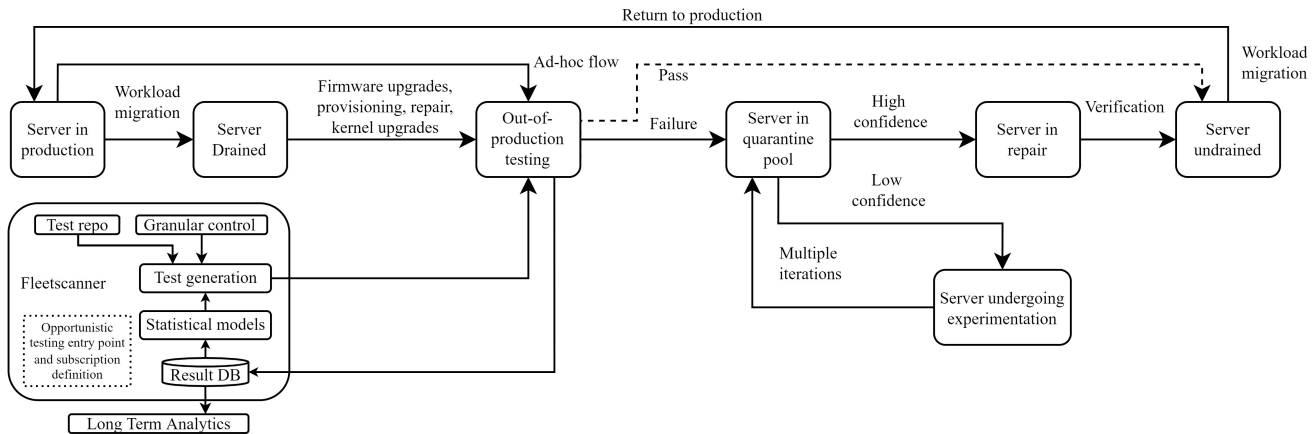 Return to production
Ad-hoc flow
Pass
Workload
migration
Workload
migration
Firmware upgrades,
provisioning, repair,
kernel upgrades
Server in
production
Server
Drained
Out-of-
production
testing
Failure
Server in
quarantine
pool
High
confidence
Server in
repair
Verification
Server
undrained
Low
confidence
Multiple
iterations
Server undergoing
experimentation
Test repo
Granular control
Test generation
Fleetscanner
Statistical models
Opportunistic
testing entry point
and subscription
definition
Result DB
Long Term Analytics